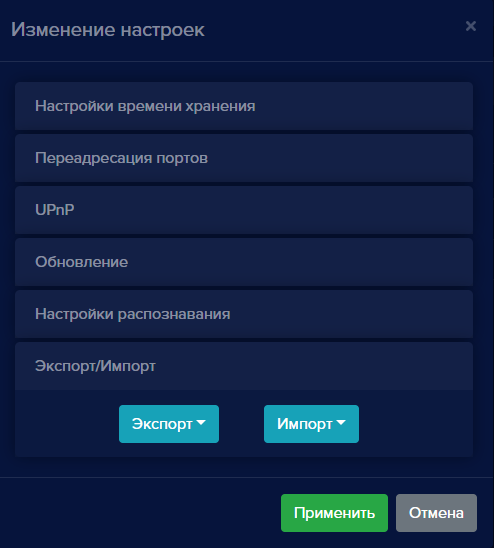 Изменение настроек ×
Настройки времени хранения
Переадресация портов
UPnP
Обновление
Настройки распознавания
Экспорт/Импорт
Экспорт Импорт
Применить Отмена